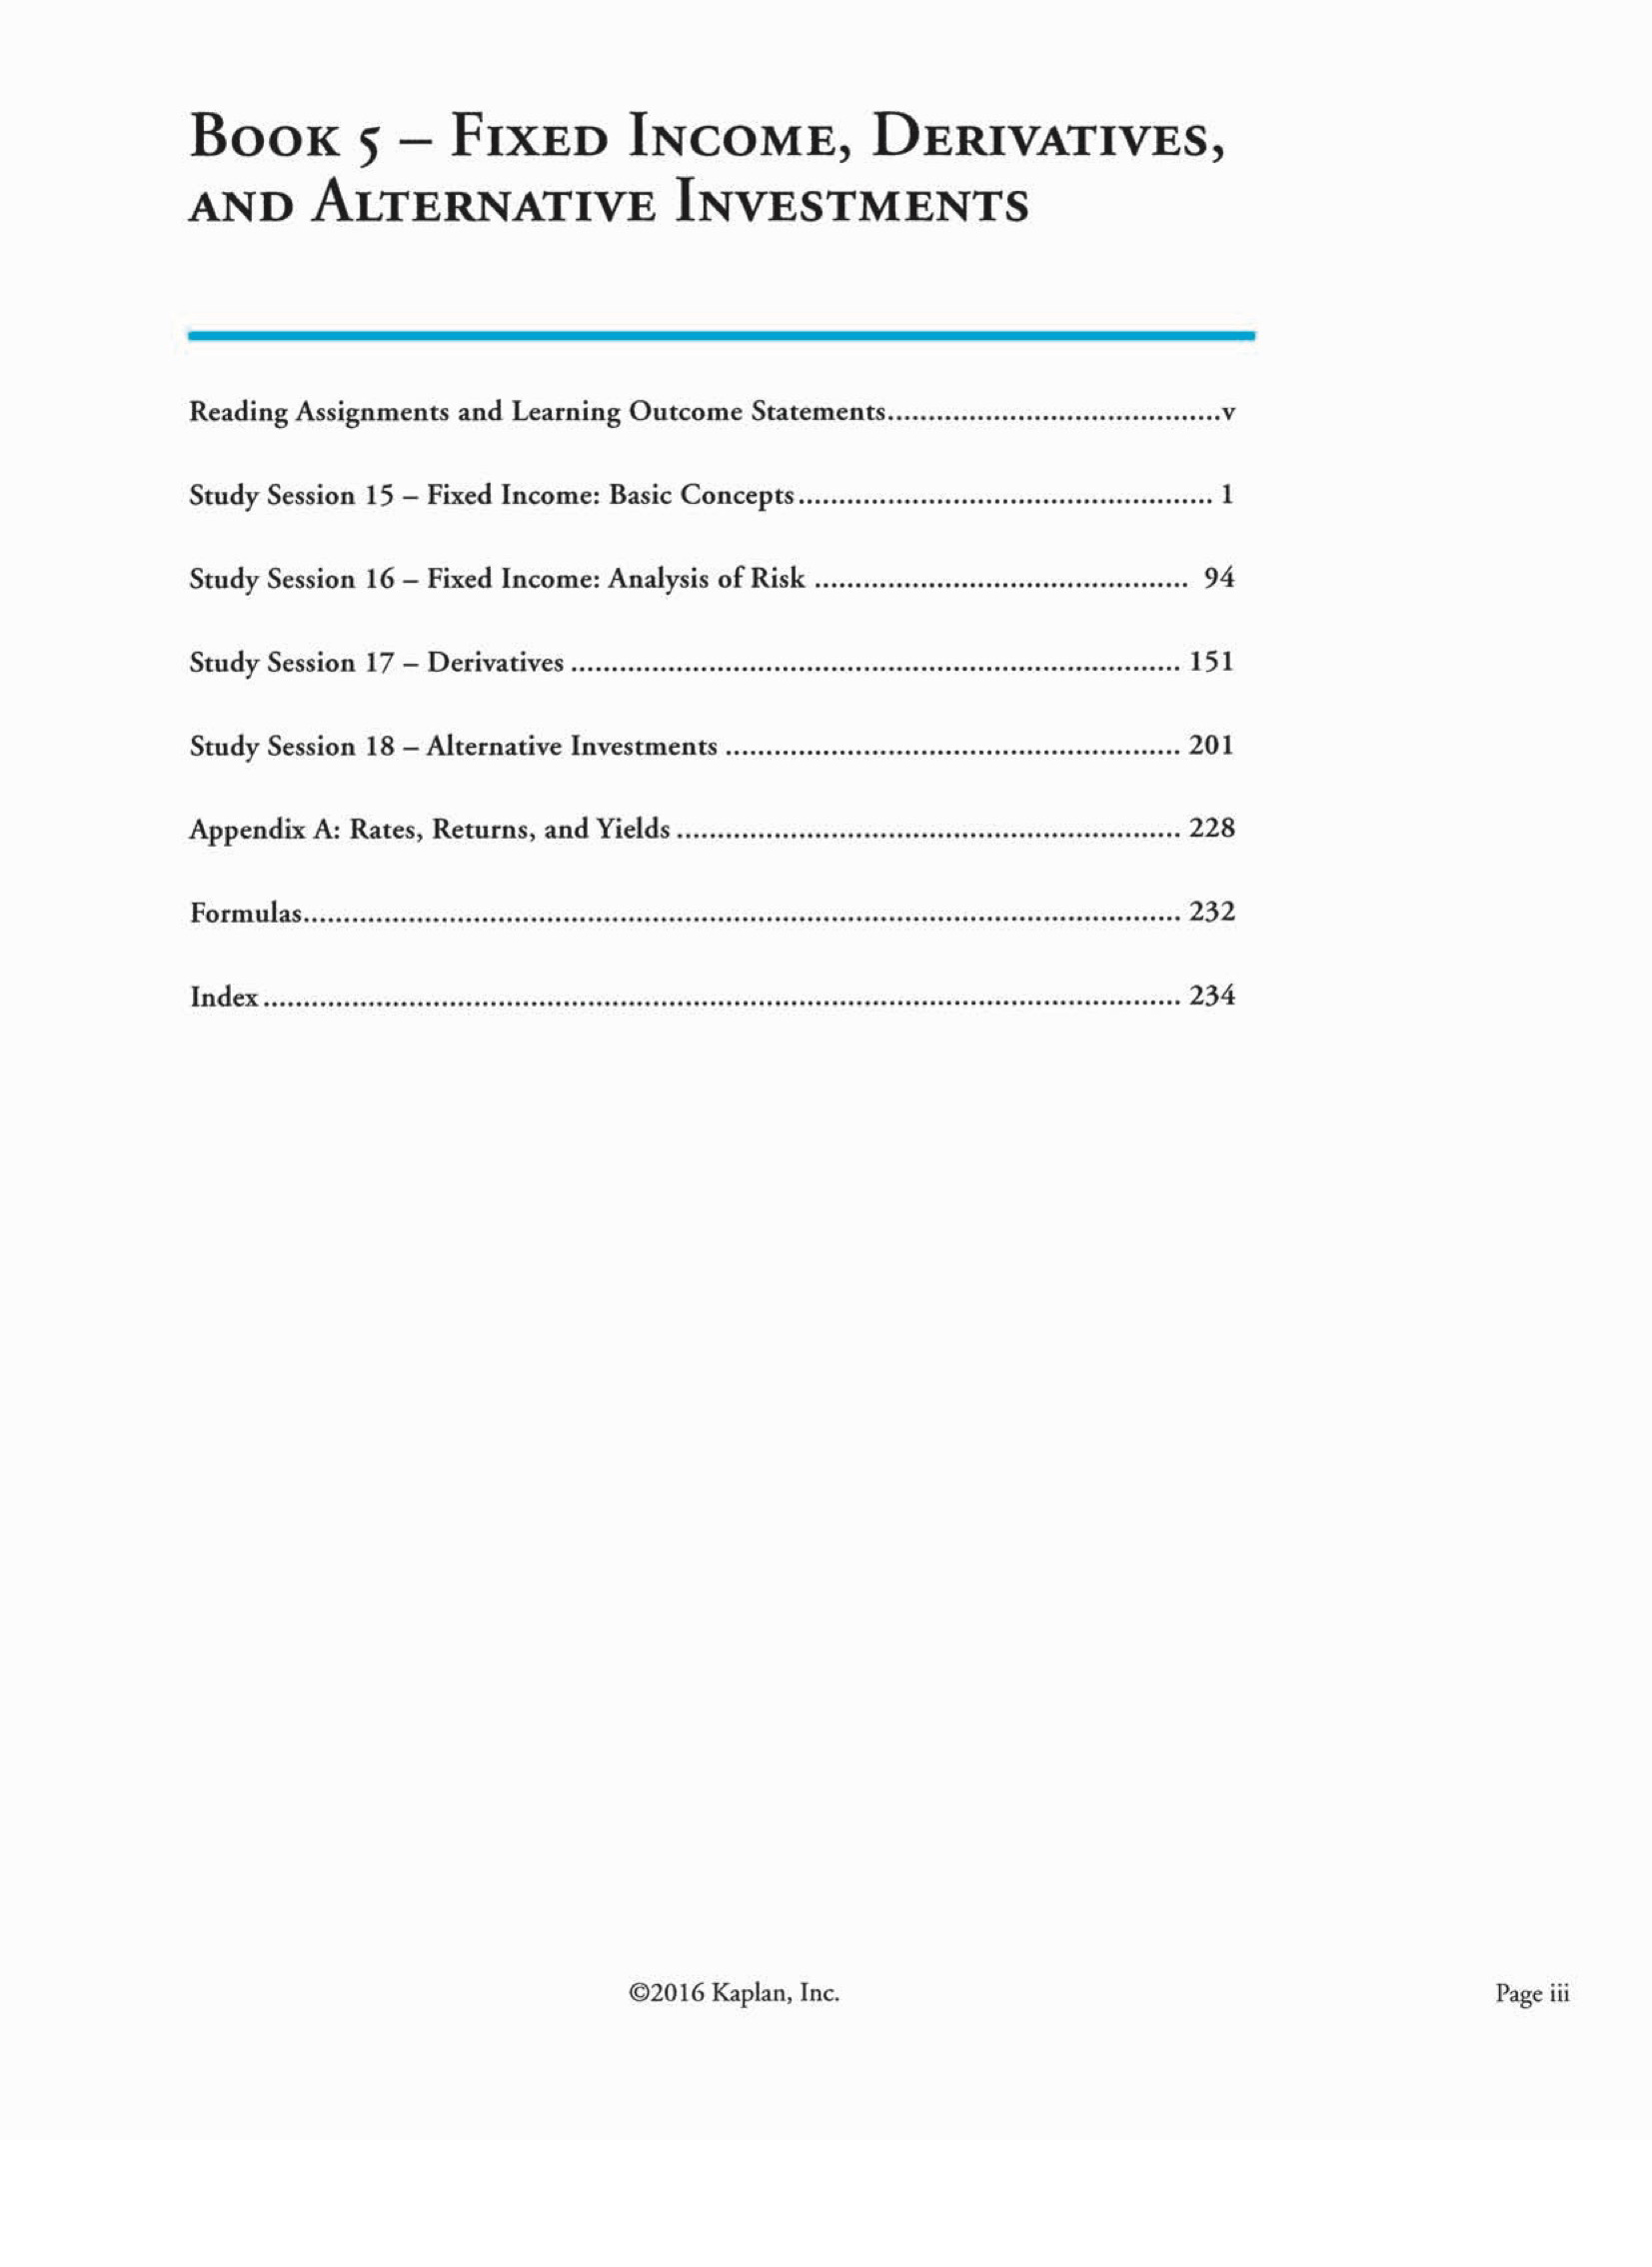 BOOK 5 – FIXED INCOME, DERIVATIVES,
AND ALTERNATIVE INVESTMENTS
Reading Assignments and Learning Outcome Statements.........................................v
Study Session 15 – Fixed Income: Basic Concepts................................................... 1
Study Session 16 – Fixed Income: Analysis of Risk .............................................. 94
Study Session 17 – Derivatives ........................................................................... 151
Study Session 18 – Alternative Investments ........................................................ 201
Appendix A: Rates, Returns, and Yields .............................................................. 228
Formulas............................................................................................................ 232
Index................................................................................................................. 234
©2016 Kaplan, Inc.
Page iii